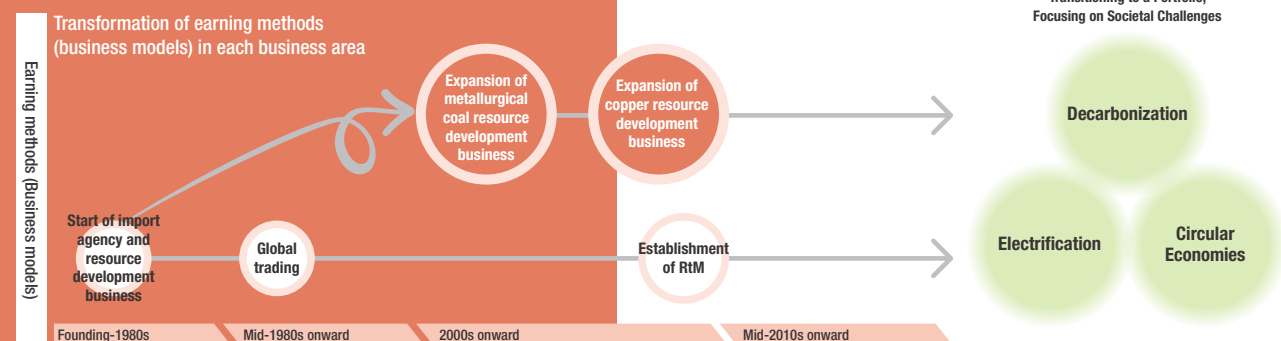 Transitioning to a Portfolio,
Focusing on Societal Challenges
Transformation of earning methods
(business models) in each business area
Earning methods (Business models)
Expansion of
metallurgical
coal resource
development
business
Expansion of
copper resource
development
business
Decarbonization
Start of import
agency and
resource
development
business
Global
trading
Establishment
of RtM
Electrification
Circular
Economies
Founding-1980s
Mid-1980s onward
2000s onward
Mid-2010s onward